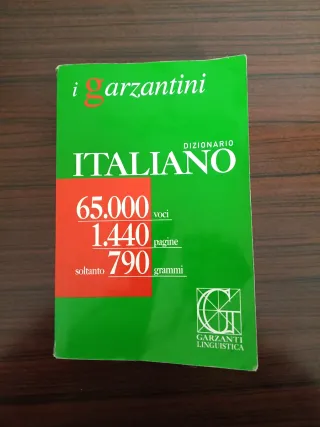 i garzantini
DIZIONARIO
ITALIANO
65.000 voci
1.440 pagine
soltanto 790 grammi
G
GARZANTI
LINGUISTICA